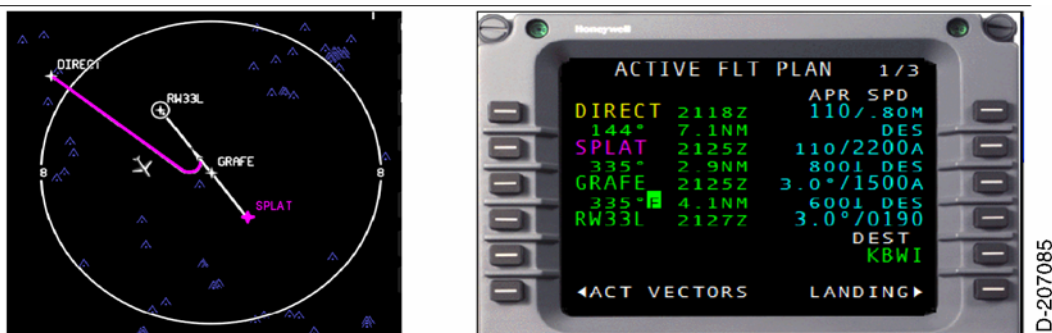 DIRECT
RW33L
8
GRAFE
8
SPLAT
Honeywell
ACTIVE FLT PLAN 1/3
APR SPD
DIRECT 2118Z 110/.80M
144° 7.1NM DES
SPLAT 2125Z 110/2200A
335° 2.9NM 8001 DES
GRAFE 2125Z 3.0°/1500A
335°F 4.1NM 6001 DES
RW33L 2127Z 3.0°/0190
DEST
KBWI
◀ACT VECTORS LANDING▶
D-207085